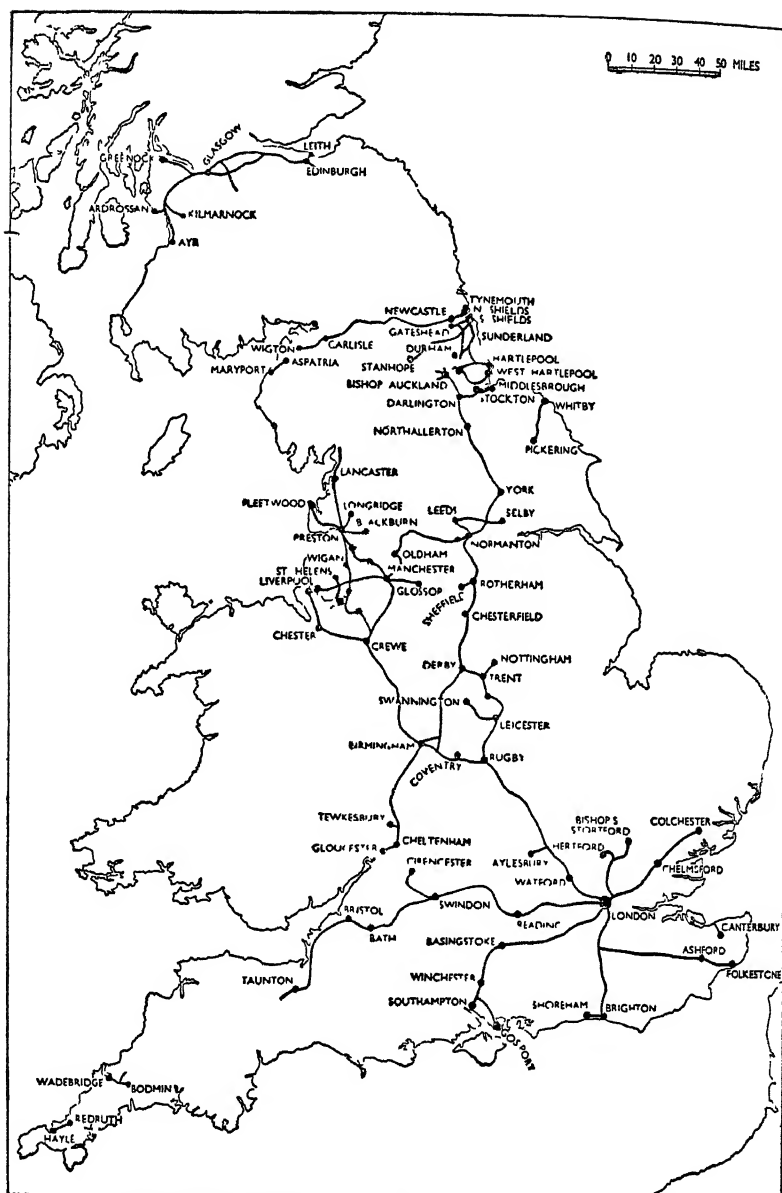 0 10 20 30 40 50 MILES
GLASGOW
LEITH
GREENOCK
EDINBURGH
ARDROSSAN
KILMARNOCK
AYR
TYNEMOUTH
NEWCASTLE
N SHIELDS
S SHIELDS
GATESHEAD
SUNDERLAND
CARLISLE
DURHAM
WIGTON
HARTLEPOOL
ASPATRIA
STANHOPE
MARYPORT
WEST HARTLEPOOL
BISHOP AUCKLAND
MIDDLESBROUGH
DARLINGTON
STOCKTON
WHITBY
NORTHALLERTON
PICKERING
LANCASTER
YORK
FLEETWOOD
LONGRIDGE
LEEDS
SELBY
BLACKBURN
PRESTON
NORMANTON
OLDHAM
WIGAN
MANCHESTER
ST HELENS
LIVERPOOL
GLOSSOP
ROTHERHAM
SHEFFIELD
CHESTERFIELD
CHESTER
CREWE
NOTTINGHAM
DERBY
TRENT
SWANNINGTON
LEICESTER
BIRMINGHAM
COVENTRY
RUGBY
TEWKESBURY
BISHOP'S
STORTFORD
COLCHESTER
CHELTENHAM
HERTFORD
GLOUCESTER
AYLESBURY
CIRENCESTER
CHELMSFORD
WATFORD
SWINDON
LONDON
BRISTOL
READING
BATH
CANTERBURY
BASINGSTOKE
ASHFORD
TAUNTON
FOLKESTONE
WINCHESTER
SOUTHAMPTON
SHOREHAM
BRIGHTON
GOSPORT
WADEBRIDGE
BODMIN
REDRUTH
HAYLE